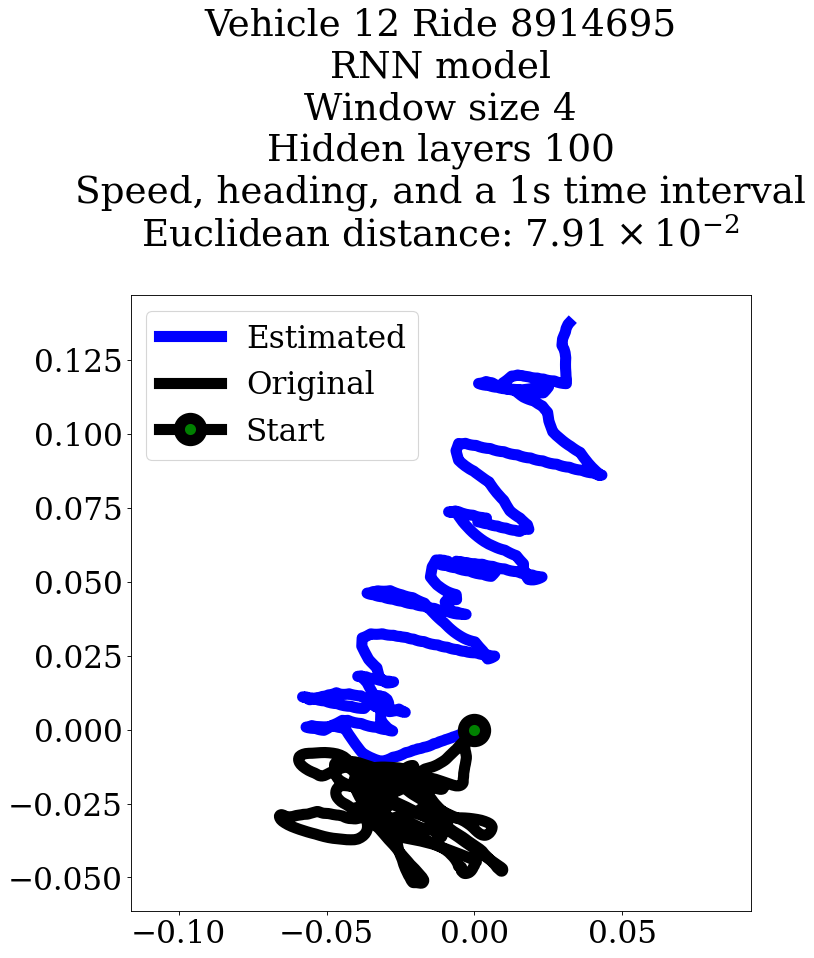 Vehicle 12 Ride 8914695
RNN model
Window size 4
Hidden layers 100
Speed, heading, and a 1s time interval
Euclidean distance: 7.91 × 10⁻²
Estimated
Original
Start
0.125
0.100
0.075
0.050
0.025
0.000
−0.025
−0.050
−0.10
−0.05
0.00
0.05